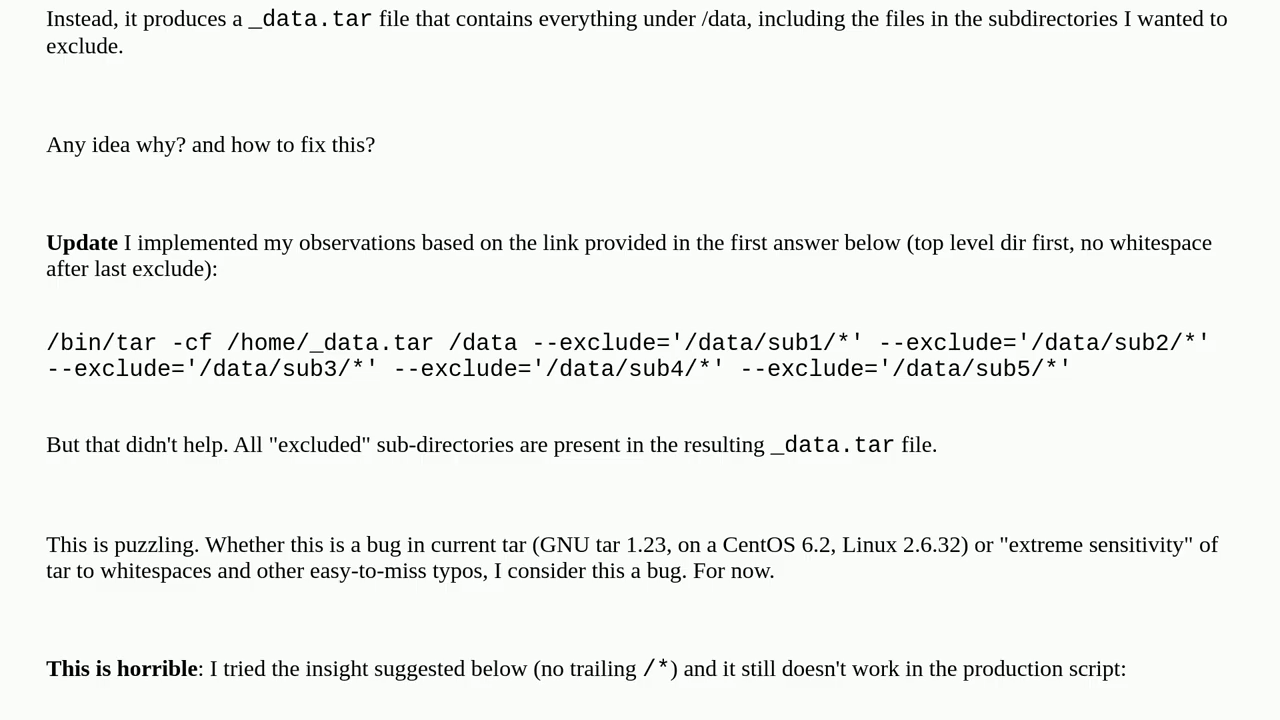 Instead, it produces a _data.tar file that contains everything under /data, including the files in the subdirectories I wanted to
exclude.
Any idea why? and how to fix this?
Update I implemented my observations based on the link provided in the first answer below (top level dir first, no whitespace
after last exclude):
/bin/tar -cf /home/_data.tar /data --exclude='/data/sub1/*' --exclude='/data/sub2/*'
--exclude='/data/sub3/*' --exclude='/data/sub4/*' --exclude='/data/sub5/*'
But that didn't help. All "excluded" sub-directories are present in the resulting _data.tar file.
This is puzzling. Whether this is a bug in current tar (GNU tar 1.23, on a CentOS 6.2, Linux 2.6.32) or "extreme sensitivity" of
tar to whitespaces and other easy-to-miss typos, I consider this a bug. For now.
This is horrible: I tried the insight suggested below (no trailing /*) and it still doesn't work in the production script: